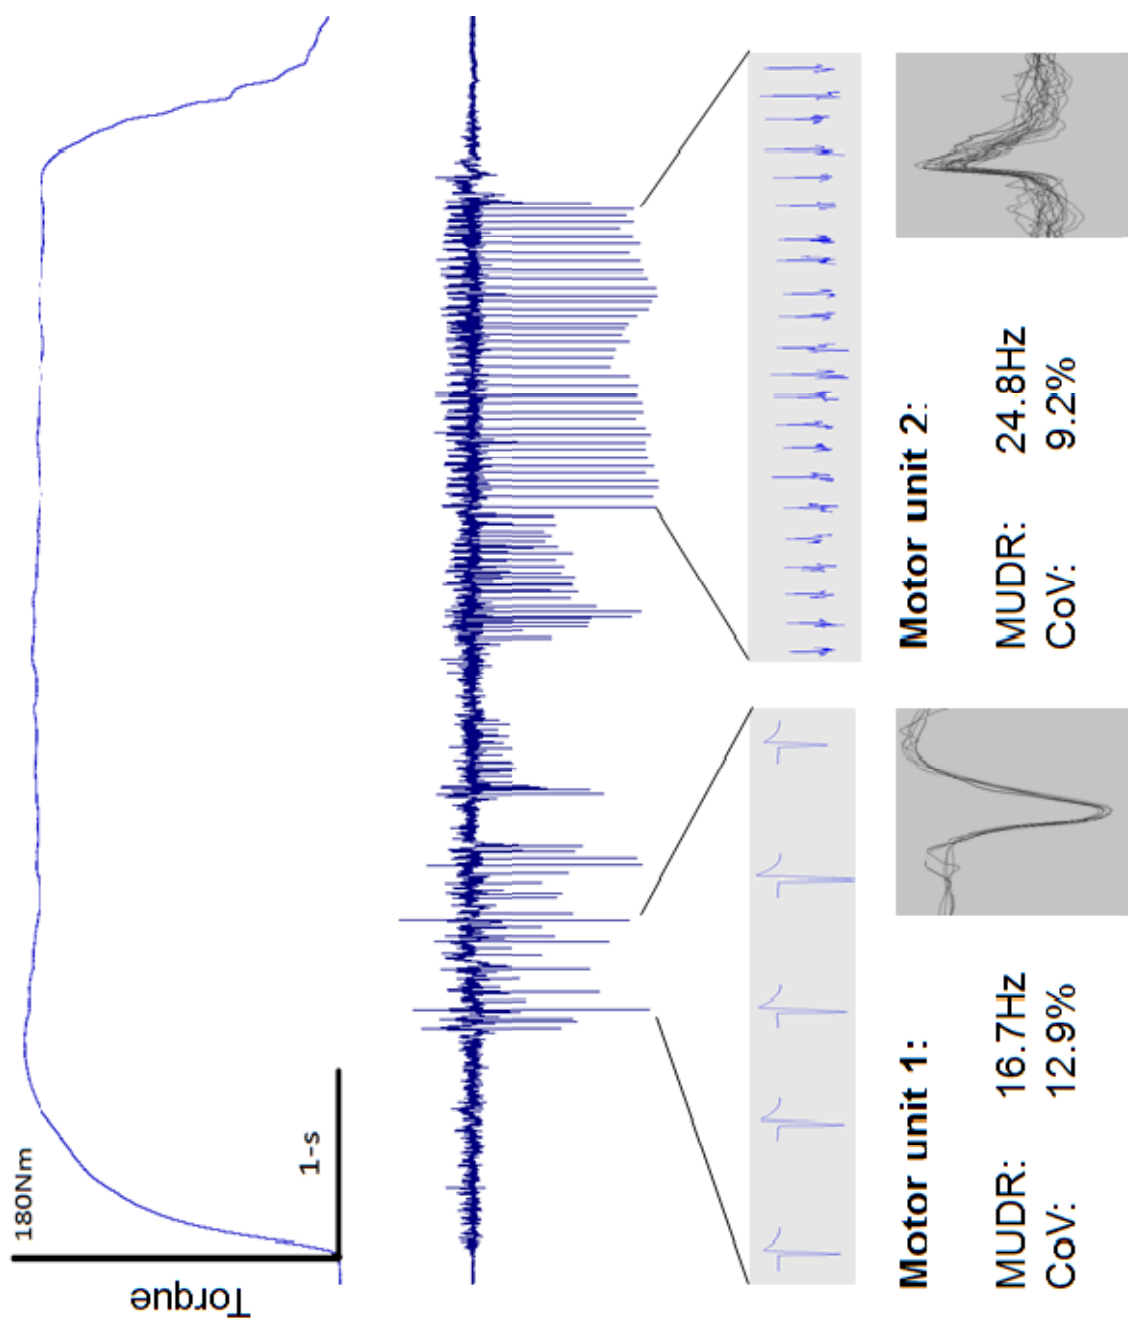 Torque
180Nm
1-s
Motor unit 1:
MUDR: 16.7Hz
CoV: 12.9%
Motor unit 2:
MUDR: 24.8Hz
CoV: 9.2%